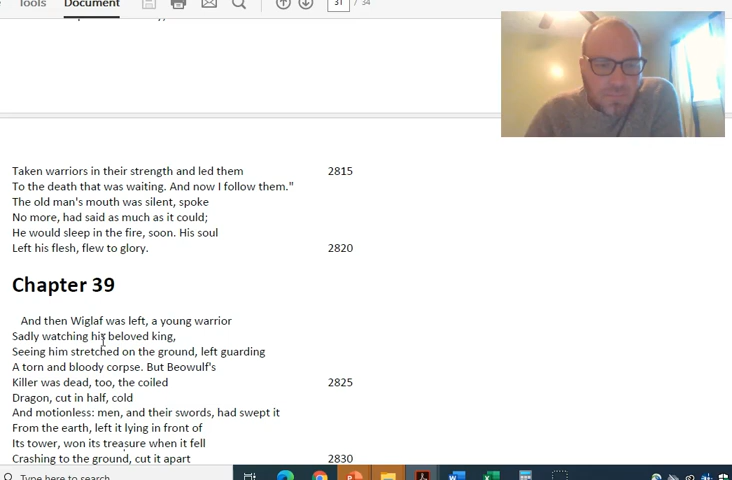 Tools
Document
31 / 34
Taken warriors in their strength and led them 2815
To the death that was waiting. And now I follow them."
The old man's mouth was silent, spoke
No more, had said as much as it could;
He would sleep in the fire, soon. His soul
Left his flesh, flew to glory. 2820
Chapter 39
And then Wiglaf was left, a young warrior
Sadly watching his beloved king,
Seeing him stretched on the ground, left guarding
A torn and bloody corpse. But Beowulf's
Killer was dead, too, the coiled 2825
Dragon, cut in half, cold
And motionless: men, and their swords, had swept it
From the earth, left it lying in front of
Its tower, won its treasure when it fell
Crashing to the ground, cut it apart 2830
Type here to search